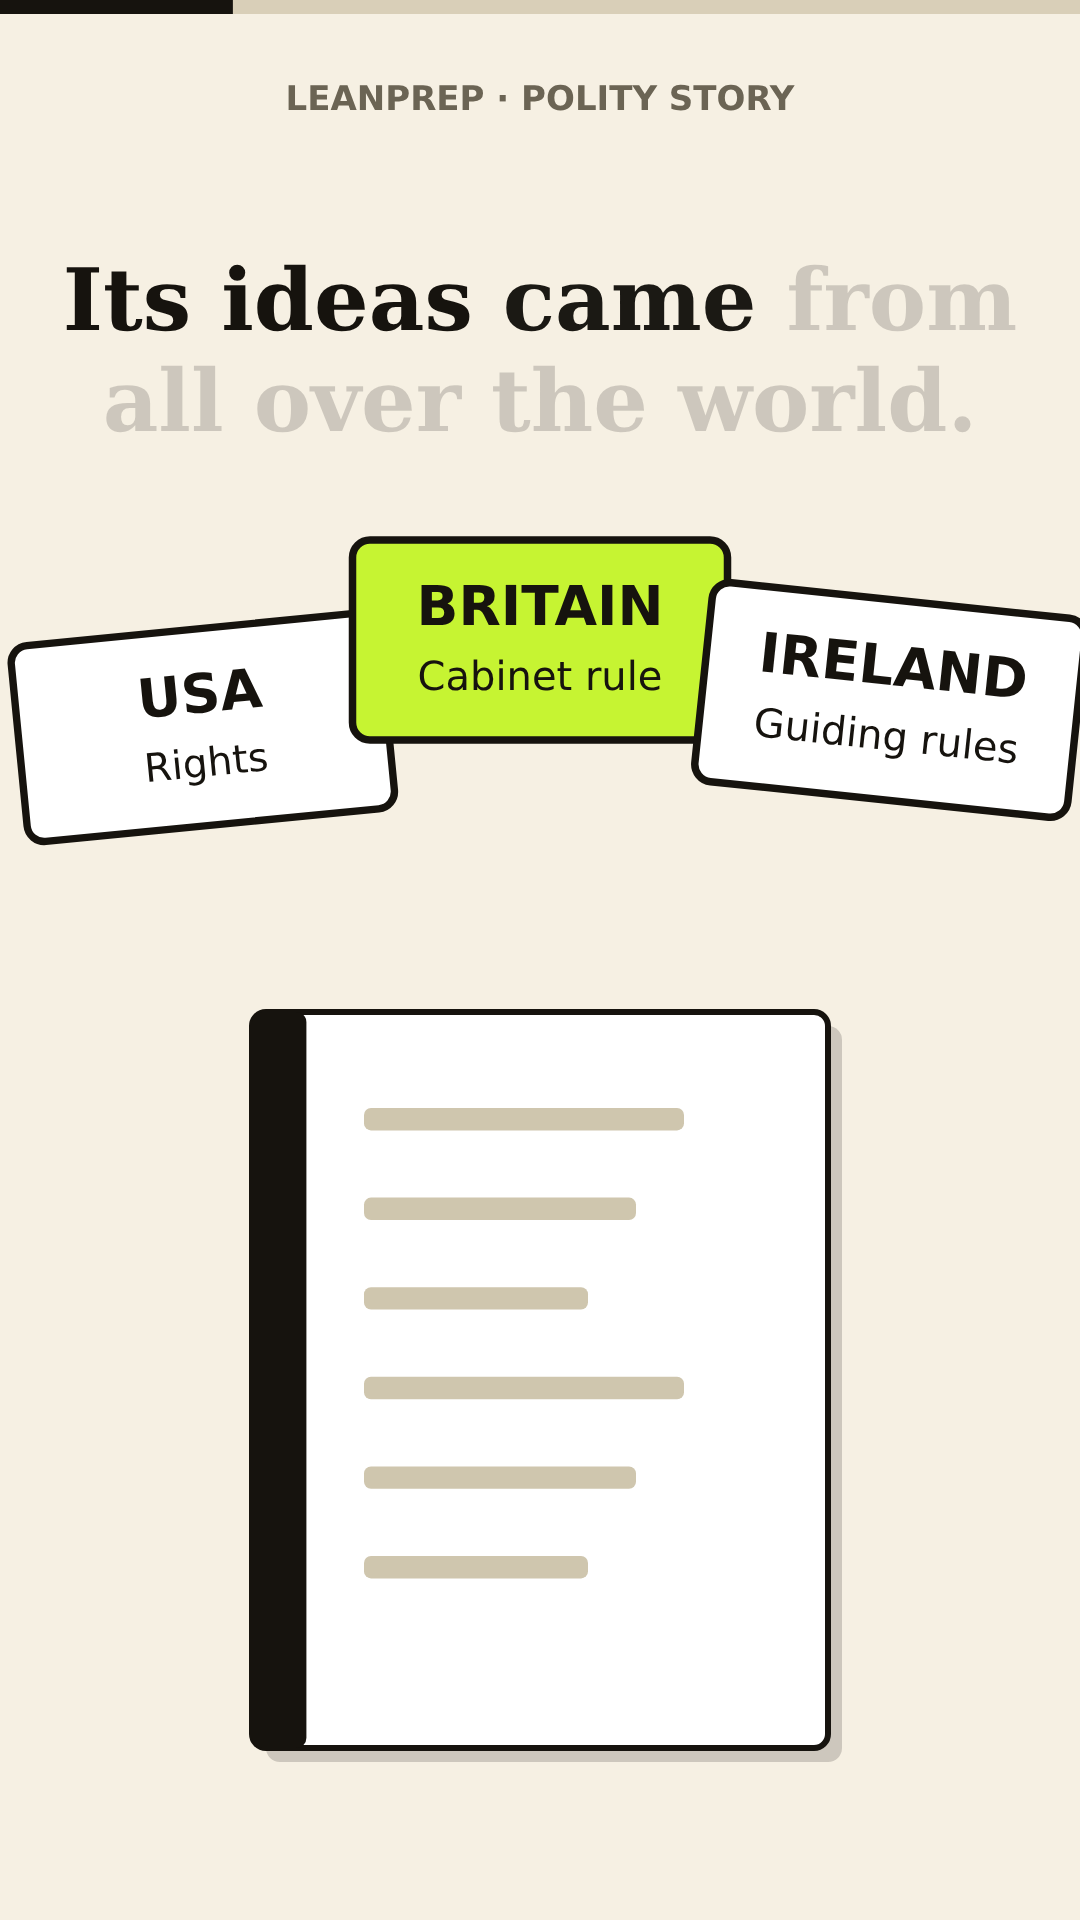 LEANPREP · POLITY STORY
Its ideas came from
all over the world.
USA
Rights
BRITAIN
Cabinet rule
IRELAND
Guiding rules